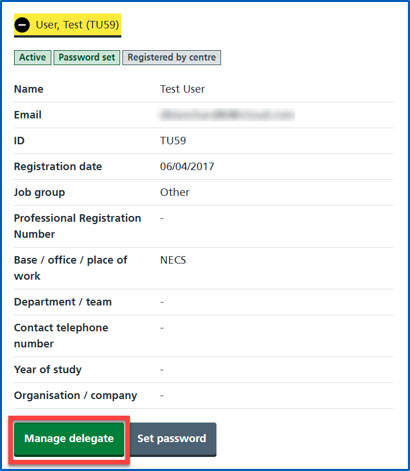 User, Test (TU59)
Active Password set Registered by centre
Name Test User
Email
ID TU59
Registration date 06/04/2017
Job group Other
Professional Registration -
Number
Base / office / place of NECS
work
Department / team -
Contact telephone -
number
Year of study -
Organisation / company -
Manage delegate Set password